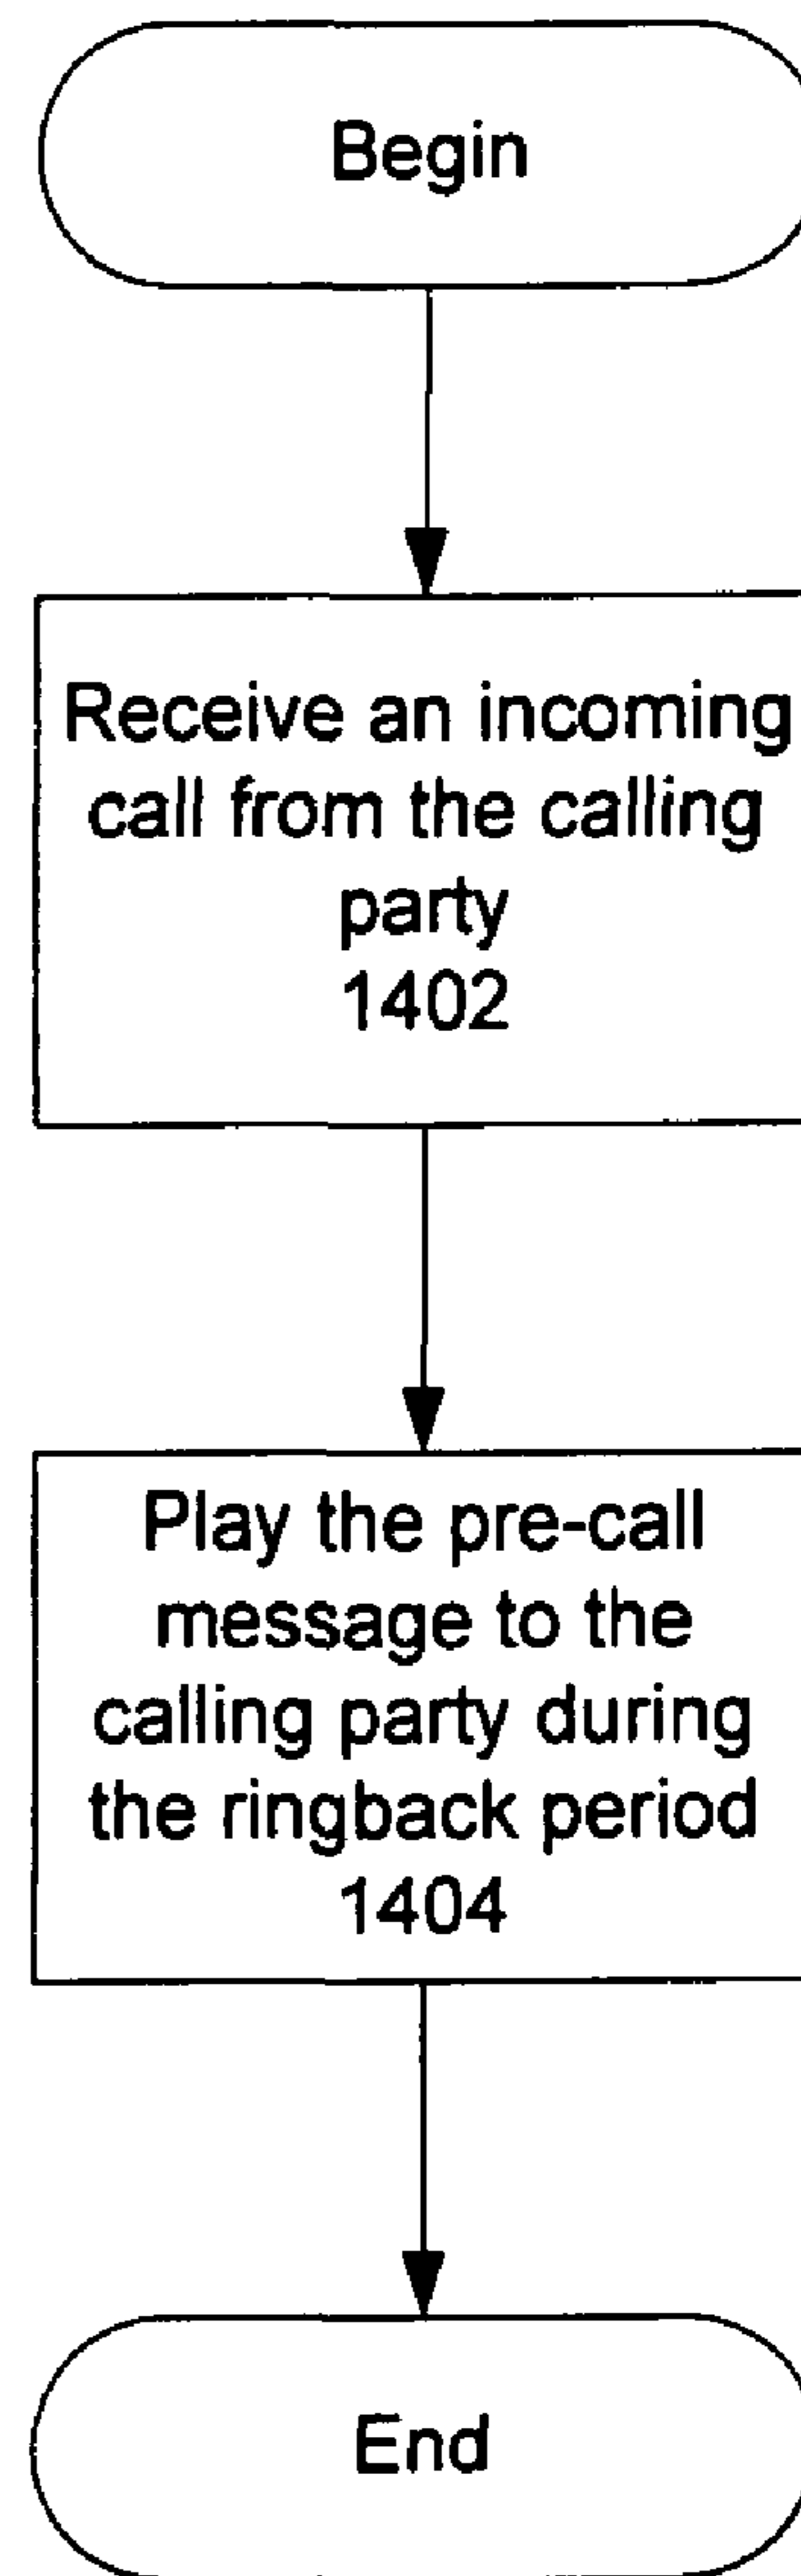 Begin
Receive an incoming
call from the calling
party
1402
Play the pre-call
message to the
calling party during
the ringback period
1404
End